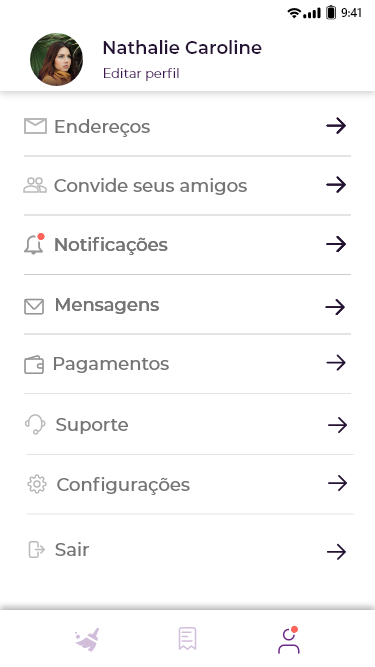 9:41
Nathalie Caroline
Editar perfil
Endereços
Convide seus amigos
Notificações
Mensagens
Pagamentos
Suporte
Configurações
Sair